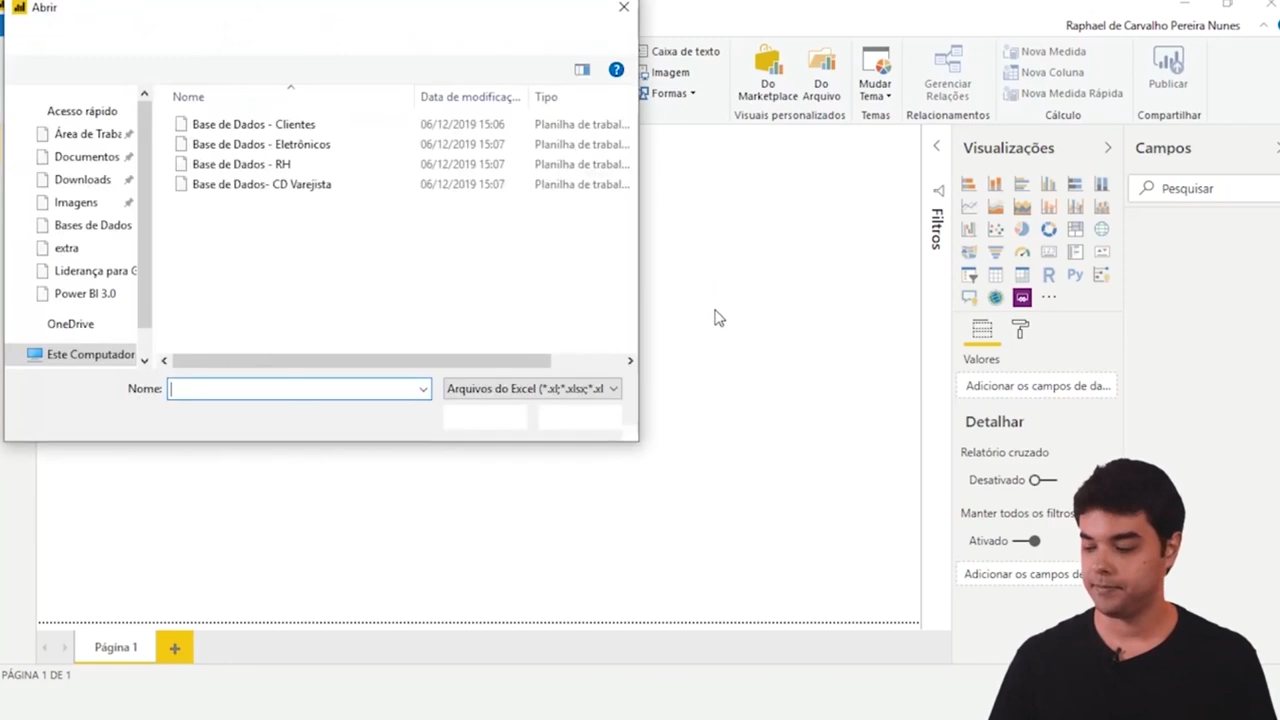 Abrir
Raphael de Carvalho Pereira Nunes
Nome
Data de modificaç...
Tipo
Acesso rápido
Área de Traba
Documentos
Downloads
Imagens
Bases de Dados
extra
Liderança para G
Power BI 3.0
OneDrive
Este Computador
Base de Dados - Clientes 06/12/2019 15:06 Planilha de trabal...
Base de Dados - Eletrônicos 06/12/2019 15:07 Planilha de trabal...
Base de Dados - RH 06/12/2019 15:07 Planilha de trabal...
Base de Dados- CD Varejista 06/12/2019 15:07 Planilha de trabal...
Nome:
Arquivos do Excel (*.xl;*.xlsx;*.xl
Caixa de texto
Imagem
Formas
Do Marketplace
Do Arquivo
Visuais personalizados
Mudar Tema
Temas
Gerenciar Relações
Relacionamentos
Nova Medida
Nova Coluna
Nova Medida Rápida
Cálculo
Publicar
Compartilhar
Filtros
Visualizações
R
Py
Valores
Adicionar os campos de da...
Detalhar
Relatório cruzado
Desativado
Manter todos os filtros
Ativado
Adicionar os campos de
Campos
Pesquisar
Página 1
PÁGINA 1 DE 1